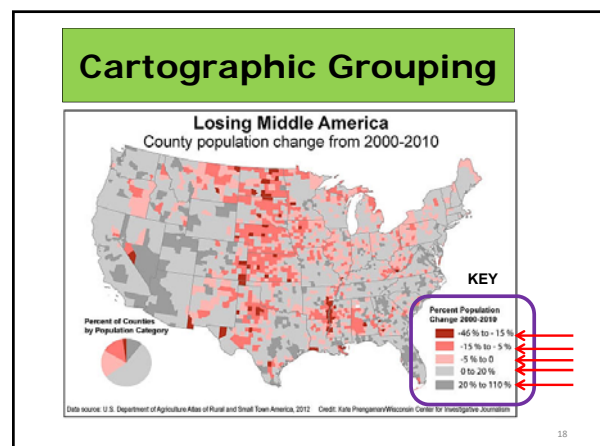 Cartographic Grouping
Losing Middle America
County population change from 2000-2010
KEY
Percent Population
Change 2000-2010
-46 % to - 15 %
-15 % to - 5 %
-5 % to 0
0 to 20 %
20 % to 110 %
Percent of Counties
by Population Category
Data source: U.S. Department of Agriculture Atlas of Rural and Small Town America, 2012 Credit: Kate Prengaman/Wisconsin Center for Investigative Journalism
18